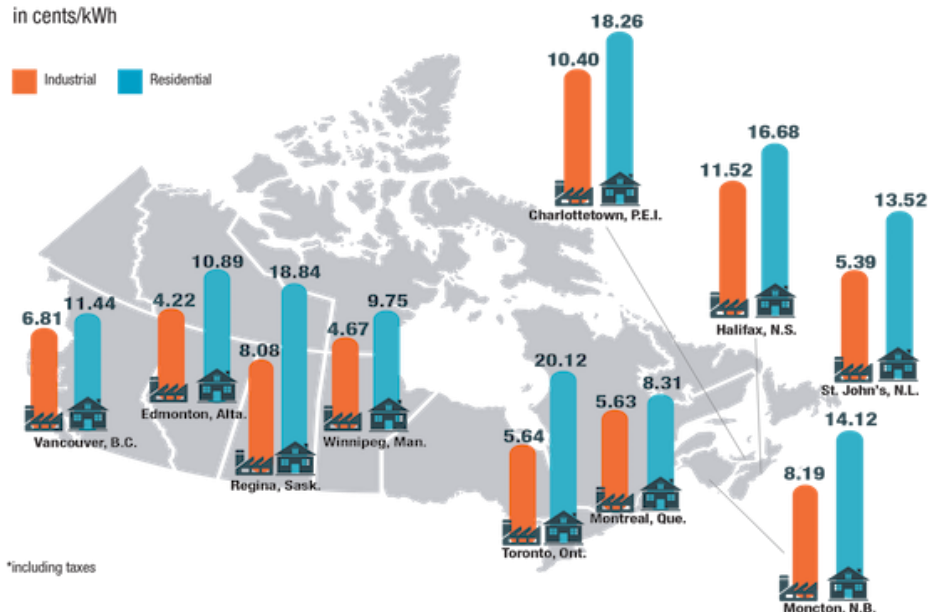 in cents/kWh
Industrial Residential
18.26
10.40
Charlottetown, P.E.I.
16.68
11.52
Halifax, N.S.
13.52
5.39
St. John's, N.L.
6.81 11.44
Vancouver, B.C.
4.22 10.89
Edmonton, Alta.
8.08 18.84
Regina, Sask.
4.67 9.75
Winnipeg, Man.
5.64 20.12
Toronto, Ont.
5.63 8.31
Montreal, Que.
8.19 14.12
Moncton, N.B.
*including taxes